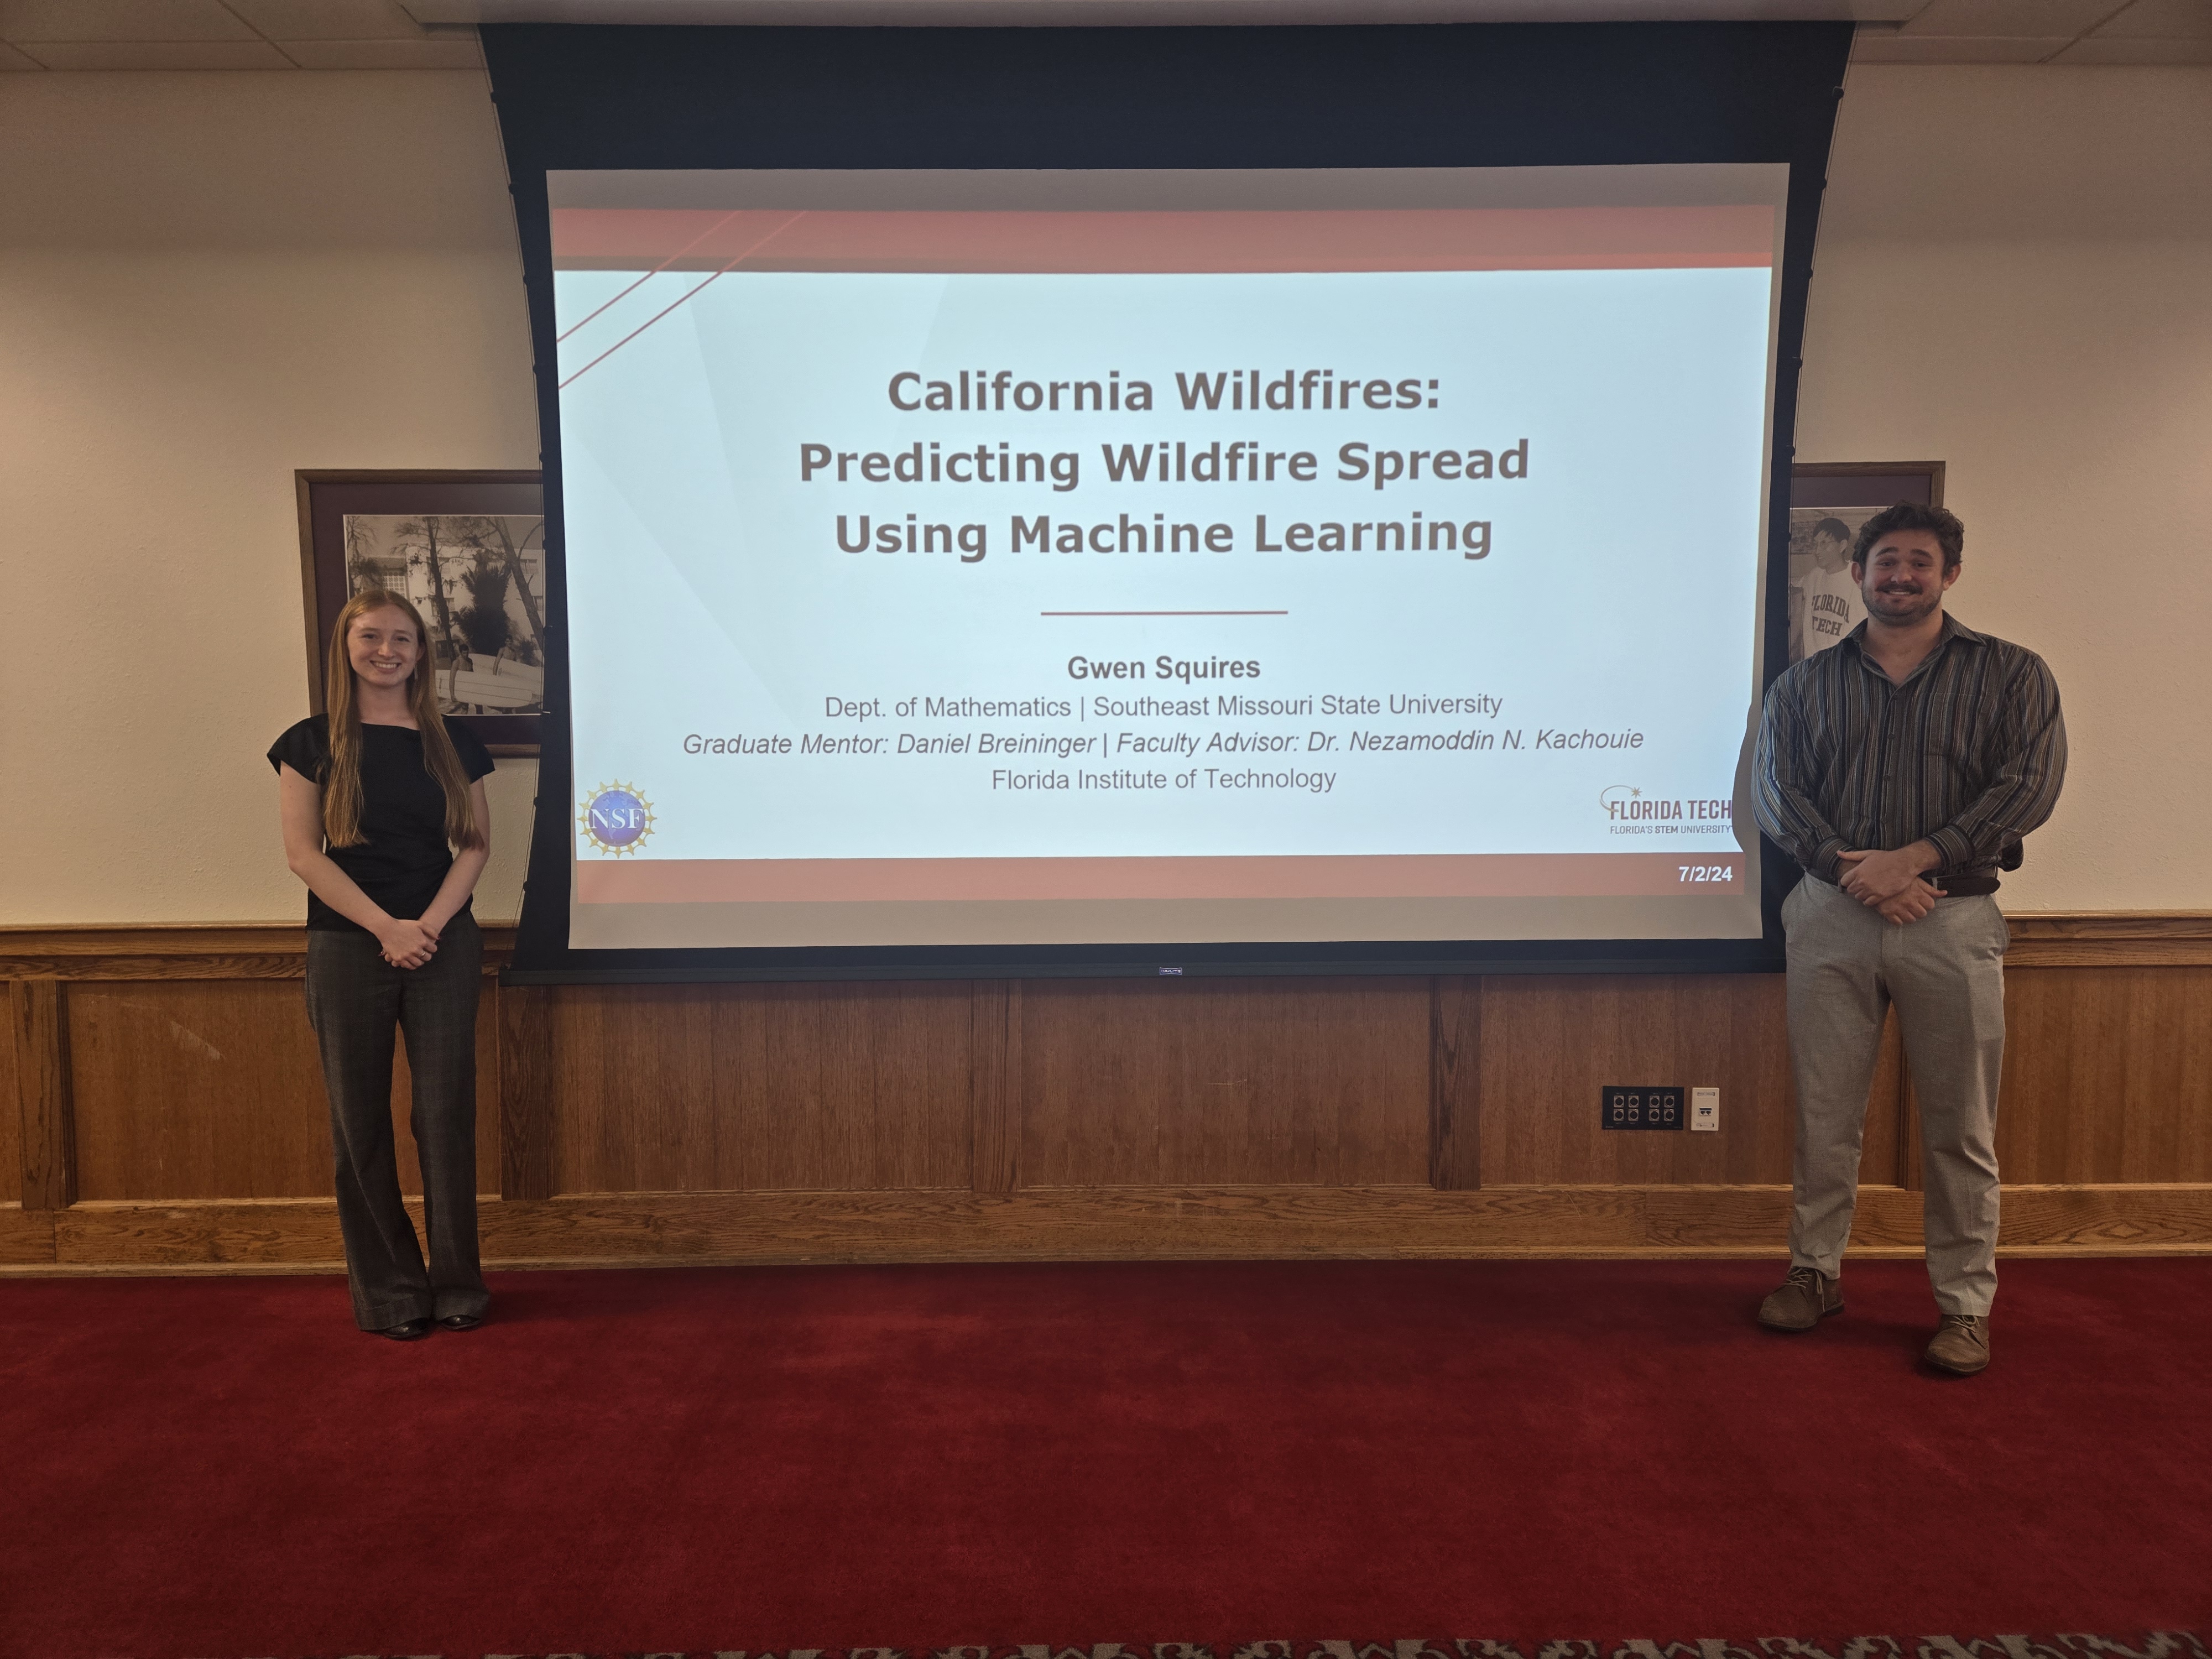 California Wildfires:
Predicting Wildfire Spread
Using Machine Learning
Gwen Squires
Dept. of Mathematics | Southeast Missouri State University
Graduate Mentor: Daniel Breininger | Faculty Advisor: Dr. Nezamoddin N. Kachouie
Florida Institute of Technology
NSF
FLORIDA TECH
FLORIDA'S STEM UNIVERSITY
7/2/24
FLORIDA
TECH